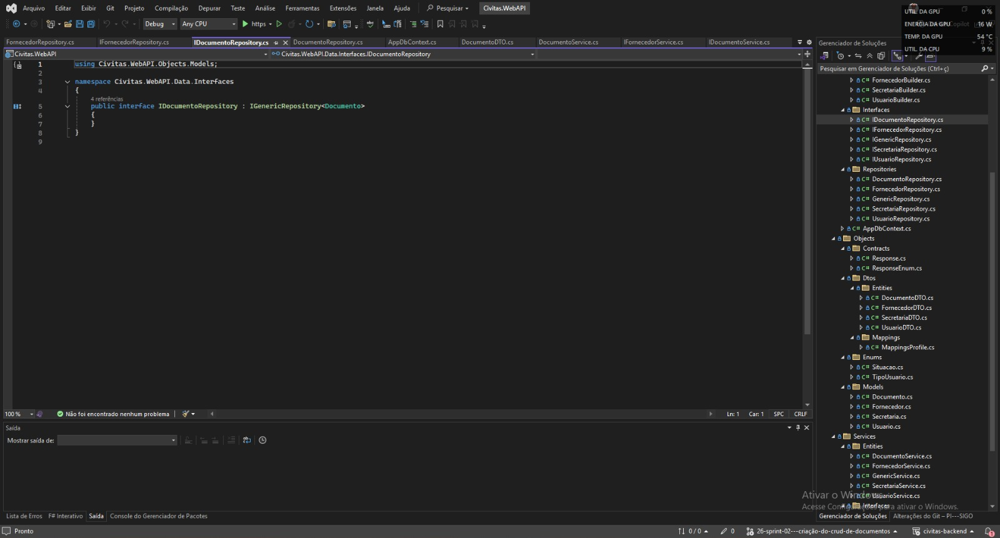 Arquivo Editar Exibir Git Projeto Compilação Depurar Teste Análise Ferramentas Extensões Janela Ajuda Pesquisar Civitas.WebAPI
Debug Any CPU https
UTIL. DA GPU 0 %
ENERGIA DA GPU 16 W
TEMP. DA GPU 54 °C
UTIL. DA CPU 9 %
FornecedorRepository.cs IFornecedorRepository.cs IDocumentoRepository.cs DocumentoRepository.cs AppDbContext.cs DocumentoDTO.cs DocumentoService.cs IFornecedorService.cs IDocumentoService.cs
Civitas.WebAPI Civitas.WebAPI.Data.Interfaces.IDocumentoRepository
1 using Civitas.WebAPI.Objects.Models;
2
3 namespace Civitas.WebAPI.Data.Interfaces
4 {
4 referências
5 public interface IDocumentoRepository : IGenericRepository<Documento>
6 {
7 }
8 }
9
100 % Não foi encontrado nenhum problema Ln: 1 Car: 1 SPC CRLF
Saída
Mostrar saída de:
Lista de Erros F# Interativo Saída Console do Gerenciador de Pacotes
Gerenciador de Soluções
Pesquisar em Gerenciador de Soluções (Ctrl+ç)
C# FornecedorBuilder.cs
C# SecretariaBuilder.cs
C# UsuarioBuilder.cs
Interfaces
C# IDocumentoRepository.cs
C# IFornecedorRepository.cs
C# IGenericRepository.cs
C# ISecretariaRepository.cs
C# IUsuarioRepository.cs
Repositories
C# DocumentoRepository.cs
C# FornecedorRepository.cs
C# GenericRepository.cs
C# SecretariaRepository.cs
C# UsuarioRepository.cs
C# AppDbContext.cs
Objects
Contracts
C# Response.cs
C# ResponseEnum.cs
Dtos
Entities
C# DocumentoDTO.cs
C# FornecedorDTO.cs
C# SecretariaDTO.cs
C# UsuarioDTO.cs
Mappings
C# MappingsProfile.cs
Enums
C# Situacao.cs
C# TipoUsuario.cs
Models
C# Documento.cs
C# Fornecedor.cs
C# Secretaria.cs
C# Usuario.cs
Services
Entities
C# DocumentoService.cs
C# FornecedorService.cs
C# GenericService.cs
C# SecretariaService.cs
C# UsuarioService.cs
Interfaces
Ativar o Windows
Acesse Configurações para ativar o Windows.
Gerenciador de Soluções Alterações do Git – PI---SIGO
Pronto 0 / 0 0 26-sprint-02---criação-do-crud-de-documentos civitas-backend 1